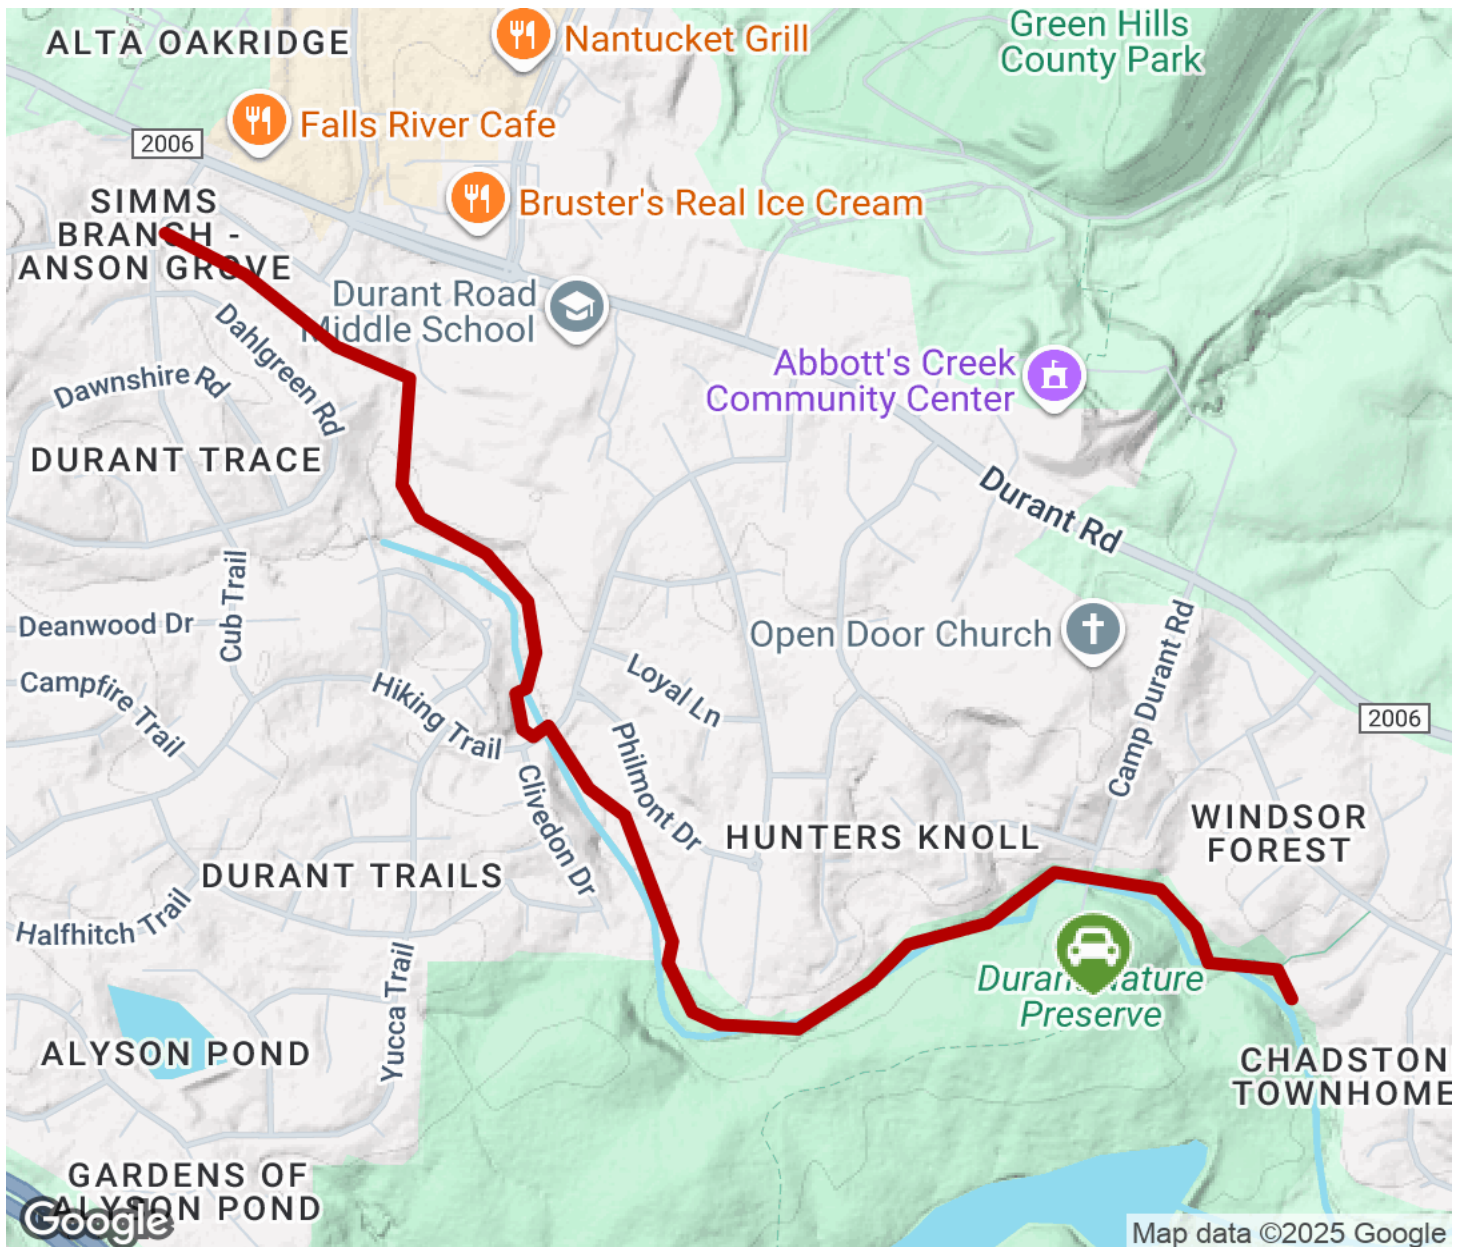 ALTA OAKRIDGE
Nantucket Grill
Green Hills
County Park
Falls River Cafe
2006
SIMMS
BRANCH -
ANSON GROVE
Bruster's Real Ice Cream
Durant Road
Middle School
Dahlgreen Rd
Dawnshire Rd
Abbott's Creek
Community Center
DURANT TRACE
Durant Rd
Cub Trail
Deanwood Dr
Open Door Church
Camp Durant Rd
Campfire Trail
Hiking Trail
Loyal Ln
2006
Philmont Dr
Clivedon Dr
HUNTERS KNOLL
WINDSOR
FOREST
DURANT TRAILS
Halfhitch Trail
Yucca Trail
Durant Nature
Preserve
ALYSON POND
CHADSTON
TOWNHOME
GARDENS OF
ALYSON POND
Google
Map data ©2025 Google